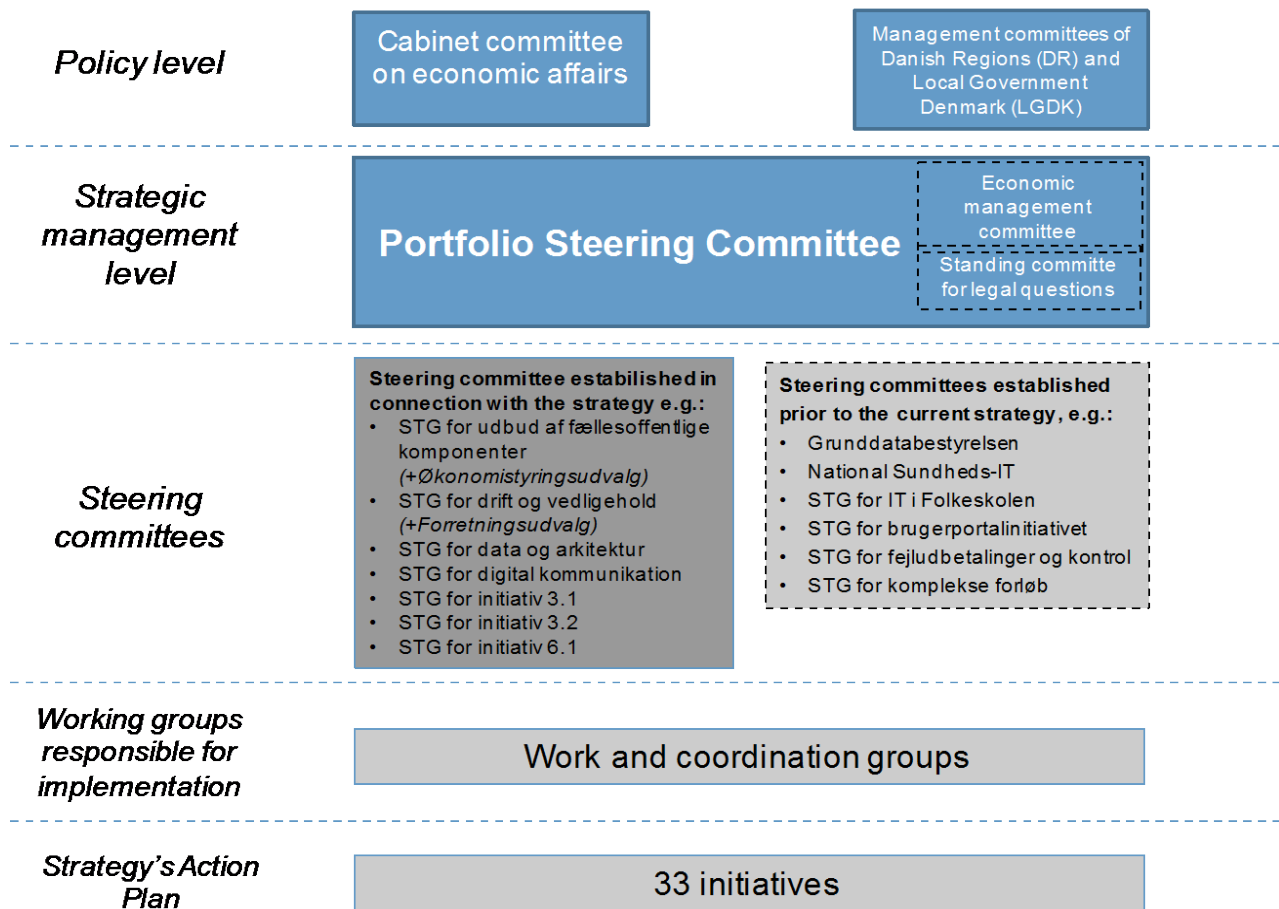 Policy level
Cabinet committee
on economic affairs
Management committees of
Danish Regions (DR) and
Local Government
Denmark (LGDK)
Strategic
management
level
Portfolio Steering Committee
Economic
management
committee
Standing committe
for legal questions
Steering
committees
Steering committee estabilished in
connection with the strategy e.g.:
• STG for udbud af fællesoffentlige
komponenter
(+Økonomistyringsudvalg)
• STG for drift og vedligehold
(+Forretningsudvalg)
• STG for data og arkitektur
• STG for digital kommunikation
• STG for initiativ 3.1
• STG for initiativ 3.2
• STG for initiativ 6.1
Steering committees established
prior to the current strategy, e.g.:
• Grunddatabestyrelsen
• National Sundheds-IT
• STG for IT i Folkeskolen
• STG for brugerportalinitiativet
• STG for fejludbetalinger og kontrol
• STG for komplekse forløb
Working groups
responsible for
implementation
Work and coordination groups
Strategy's Action
Plan
33 initiatives